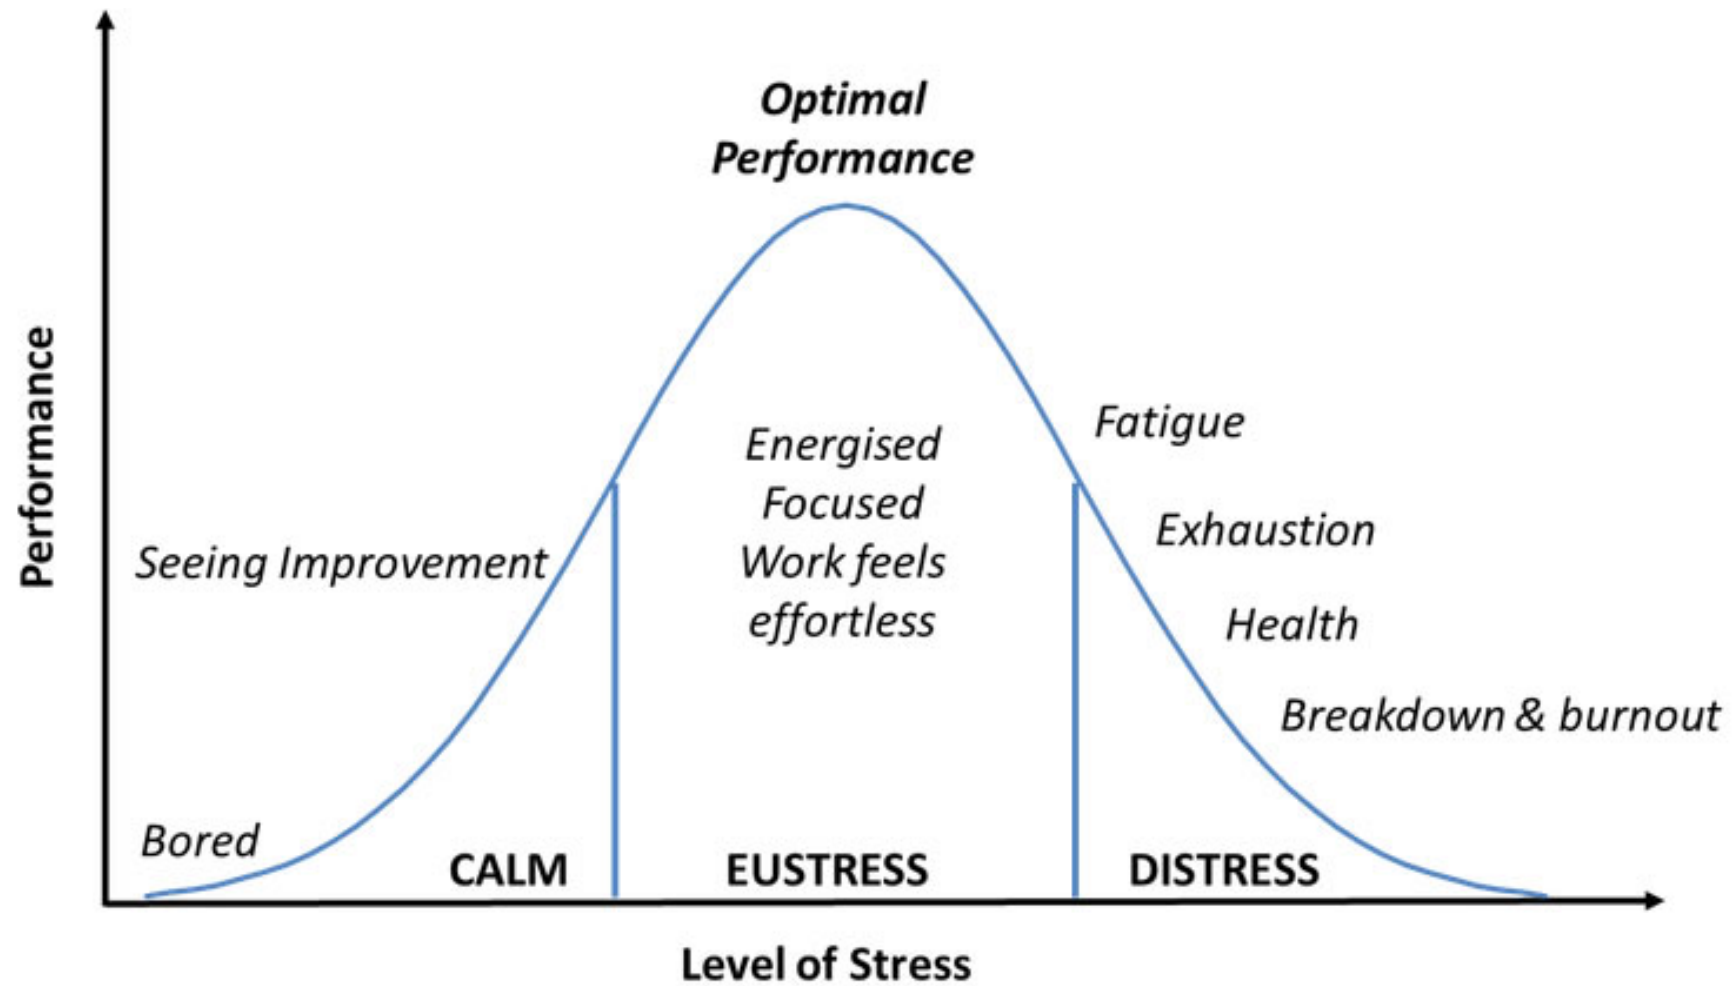 Optimal
Performance
Performance
Fatigue
Energised
Focused
Work feels
effortless
Exhaustion
Seeing Improvement
Health
Breakdown & burnout
Bored
CALM
EUSTRESS
DISTRESS
Level of Stress